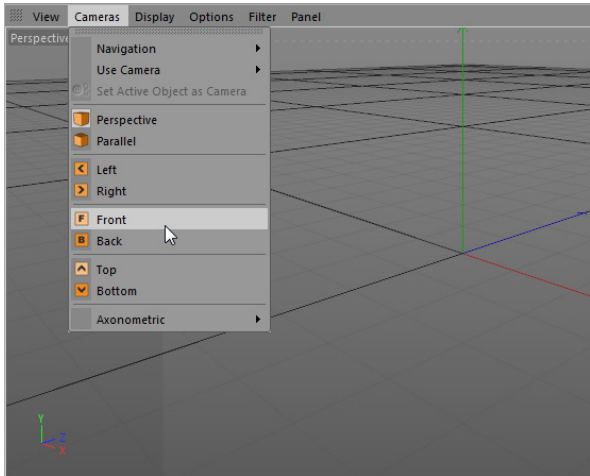 View Cameras Display Options Filter Panel
Perspective
Navigation
Use Camera
Set Active Object as Camera
Perspective
Parallel
Left
Right
F Front
B Back
Top
Bottom
Axonometric
Y
Z
X